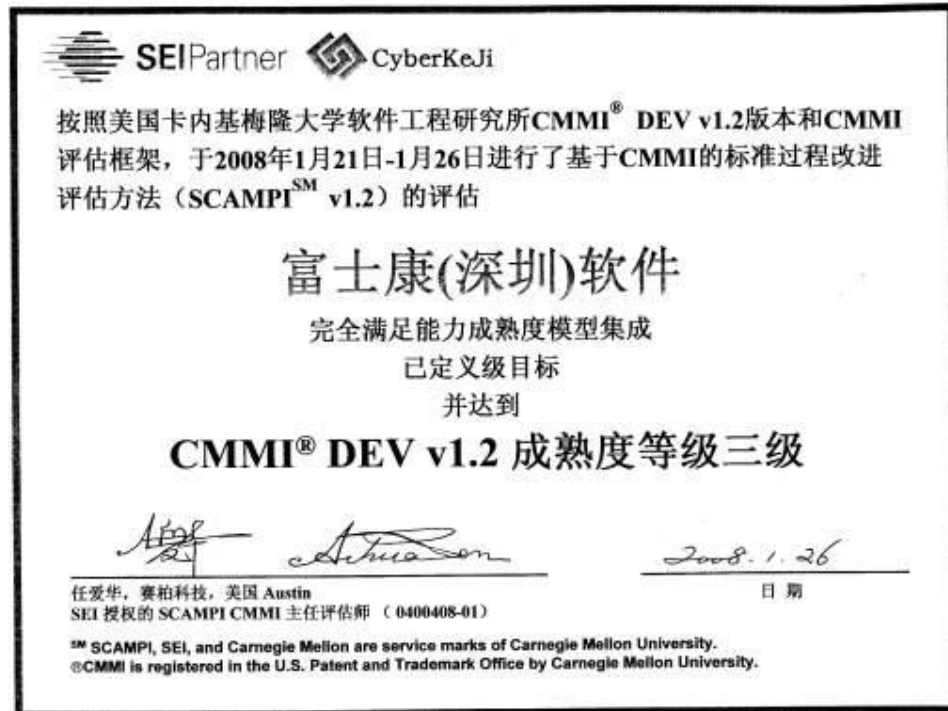 SEI Partner CyberKeJi
按照美国卡内基梅隆大学软件工程研究所CMMI® DEV v1.2版本和CMMI
评估框架，于2008年1月21日-1月26日进行了基于CMMI的标准过程改进
评估方法（SCAMPI℠ v1.2）的评估
富士康(深圳)软件
完全满足能力成熟度模型集成
已定义级目标
并达到
CMMI® DEV v1.2 成熟度等级三级
2008.1.26
任爱华，赛柏科技，美国 Austin
日 期
SEI 授权的 SCAMPI CMMI 主任评估师 （0400408-01）
℠ SCAMPI, SEI, and Carnegie Mellon are service marks of Carnegie Mellon University.
®CMMI is registered in the U.S. Patent and Trademark Office by Carnegie Mellon University.